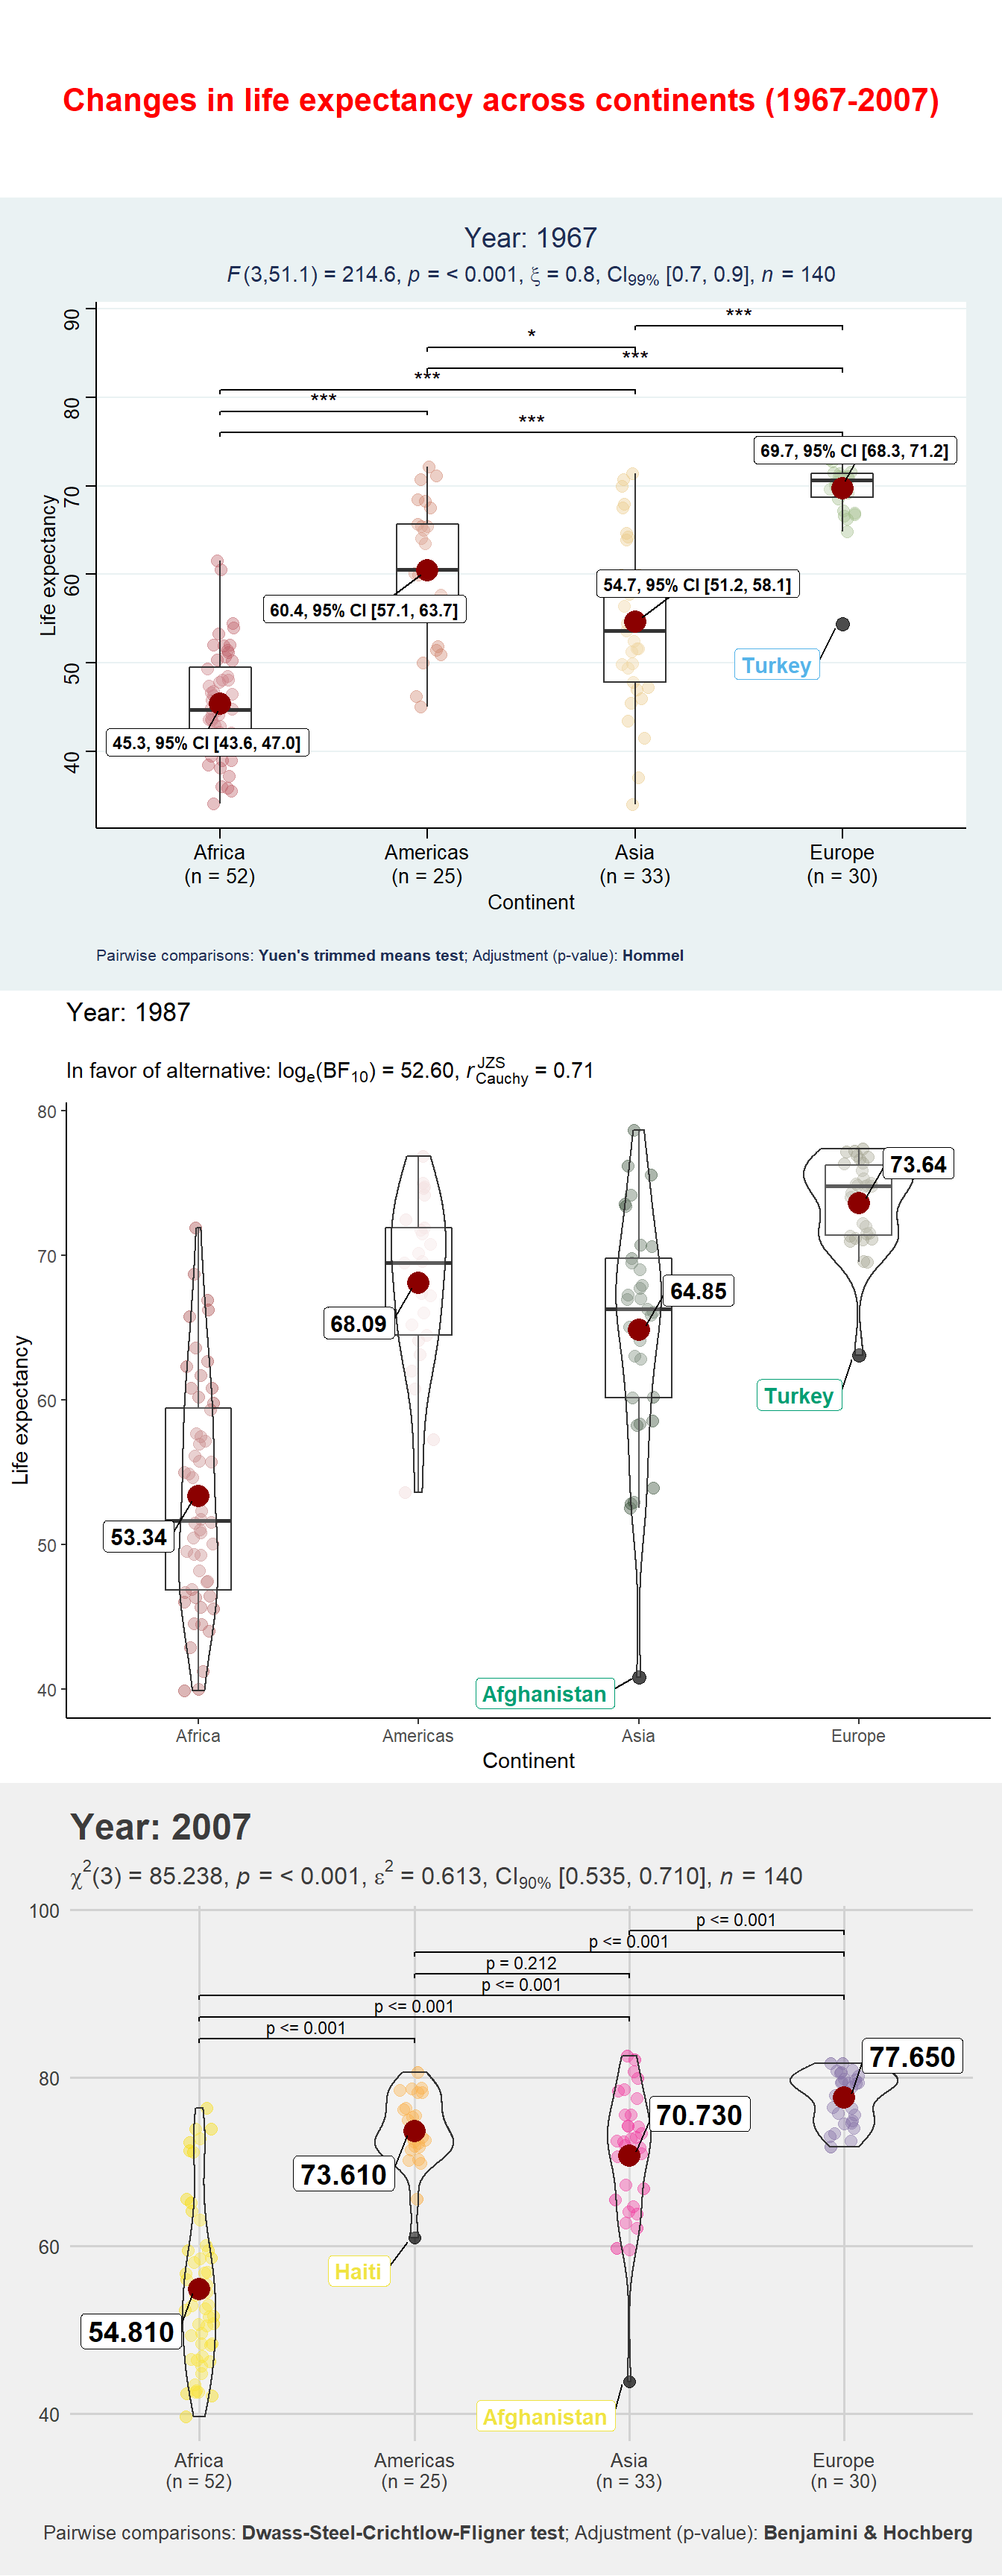 Changes in life expectancy across continents (1967-2007)
Year: 1967
F(3,51.1) = 214.6, p = < 0.001, ξ = 0.8, CI99% [0.7, 0.9], n = 140
90
80
70
60
50
40
Life expectancy
***
*
***
***
***
***
69.7, 95% CI [68.3, 71.2]
54.7, 95% CI [51.2, 58.1]
60.4, 95% CI [57.1, 63.7]
Turkey
45.3, 95% CI [43.6, 47.0]
Africa
(n = 52)
Americas
(n = 25)
Asia
(n = 33)
Europe
(n = 30)
Continent
Pairwise comparisons: Yuen's trimmed means test; Adjustment (p-value): Hommel
Year: 1987
In favor of alternative: loge(BF10) = 52.60, r JZS Cauchy = 0.71
80
70
60
50
40
Life expectancy
73.64
64.85
68.09
Turkey
53.34
Afghanistan
Africa
Americas
Asia
Europe
Continent
Year: 2007
χ2(3) = 85.238, p = < 0.001, ε2 = 0.613, CI90% [0.535, 0.710], n = 140
100
80
60
40
p <= 0.001
p <= 0.001
p = 0.212
p <= 0.001
p <= 0.001
p <= 0.001
77.650
70.730
73.610
Haiti
54.810
Afghanistan
Africa
(n = 52)
Americas
(n = 25)
Asia
(n = 33)
Europe
(n = 30)
Pairwise comparisons: Dwass-Steel-Crichtlow-Fligner test; Adjustment (p-value): Benjamini & Hochberg